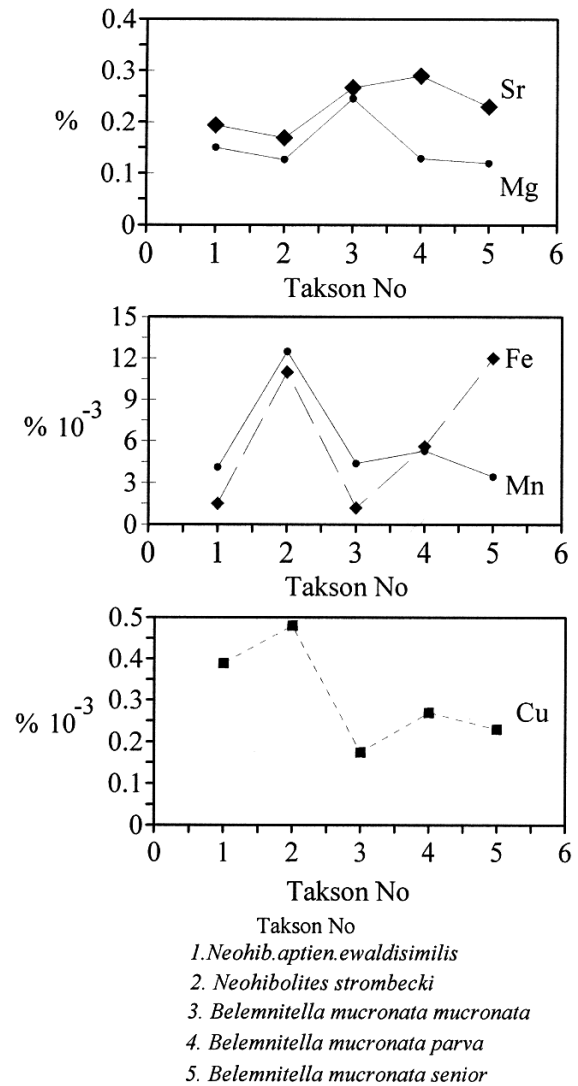 0.4
0.3
Sr
%
0.2
0.1
Mg
0
0 1 2 3 4 5 6
Takson No
15
12
Fe
9
% 10-3
6
3
Mn
0
0 1 2 3 4 5 6
Takson No
0.5
0.4
0.3
Cu
% 10-3
0.2
0.1
0
0 1 2 3 4 5 6
Takson No
Takson No
1.Neohib.aptien.ewaldisimilis
2. Neohibolites strombecki
3. Belemnitella mucronata mucronata
4. Belemnitella mucronata parva
5. Belemnitella mucronata senior